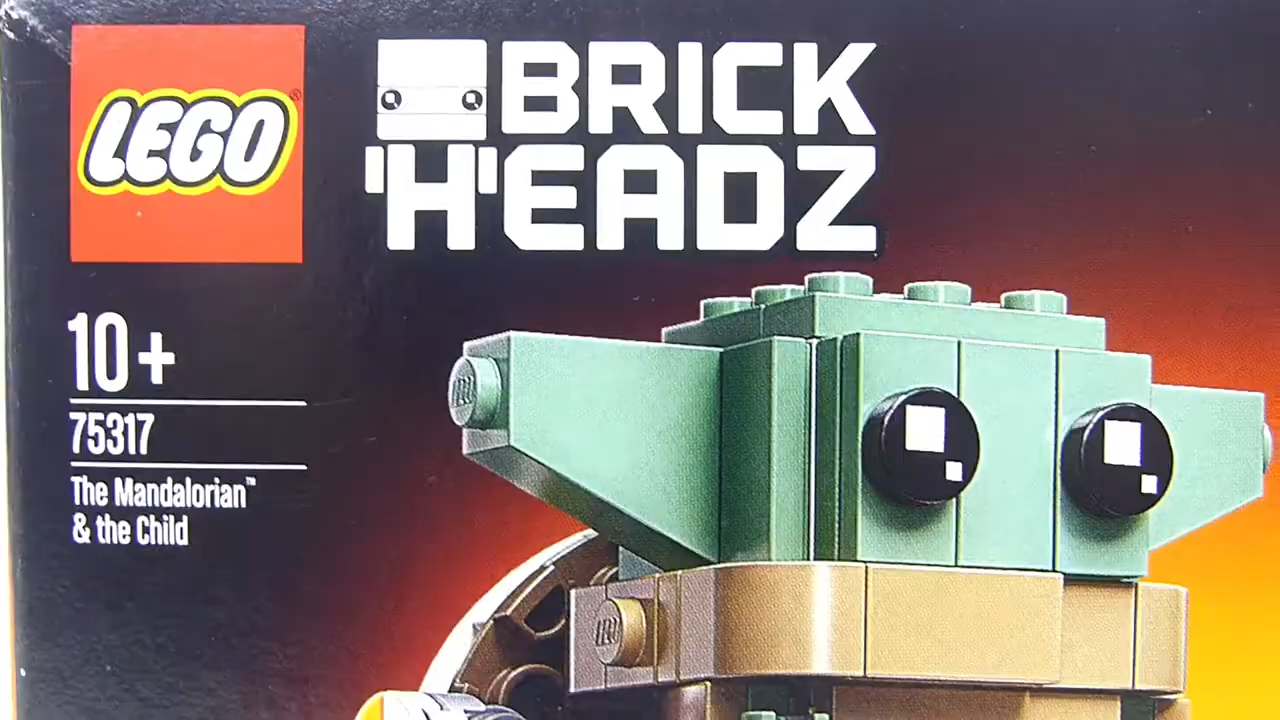 LEGO®
BRICK
HEADZ
10+
75317
The Mandalorian™
& the Child